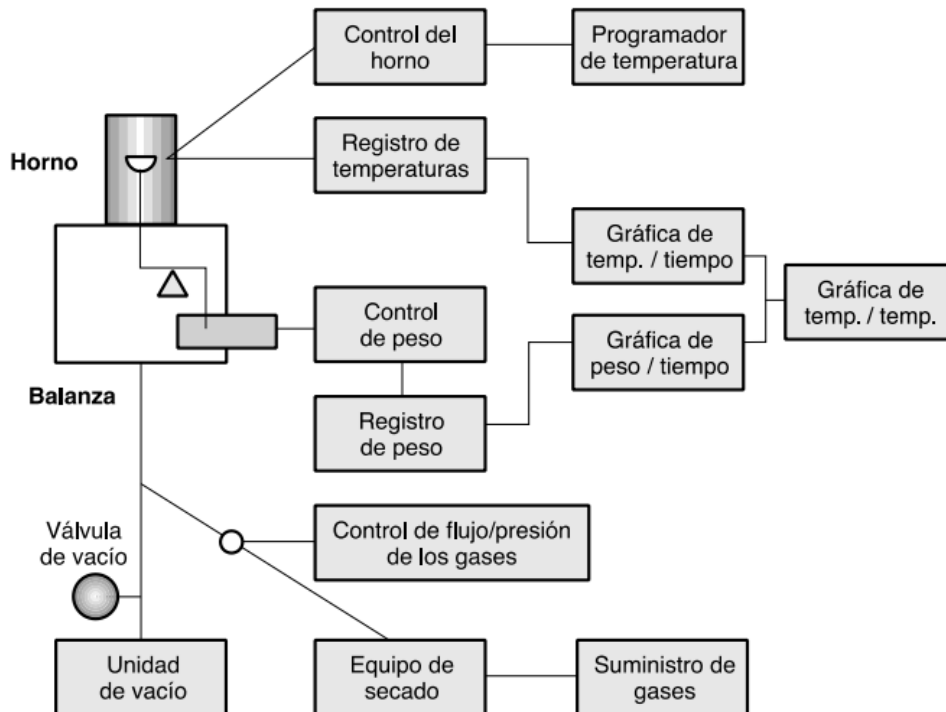 Control del
horno
Programador
de temperatura
Horno
Registro de
temperaturas
Gráfica de
temp. / tiempo
Gráfica de
temp. / temp.
Control
de peso
Gráfica de
peso / tiempo
Balanza
Registro
de peso
Válvula
de vacío
Control de flujo/presión
de los gases
Unidad
de vacío
Equipo de
secado
Suministro de
gases